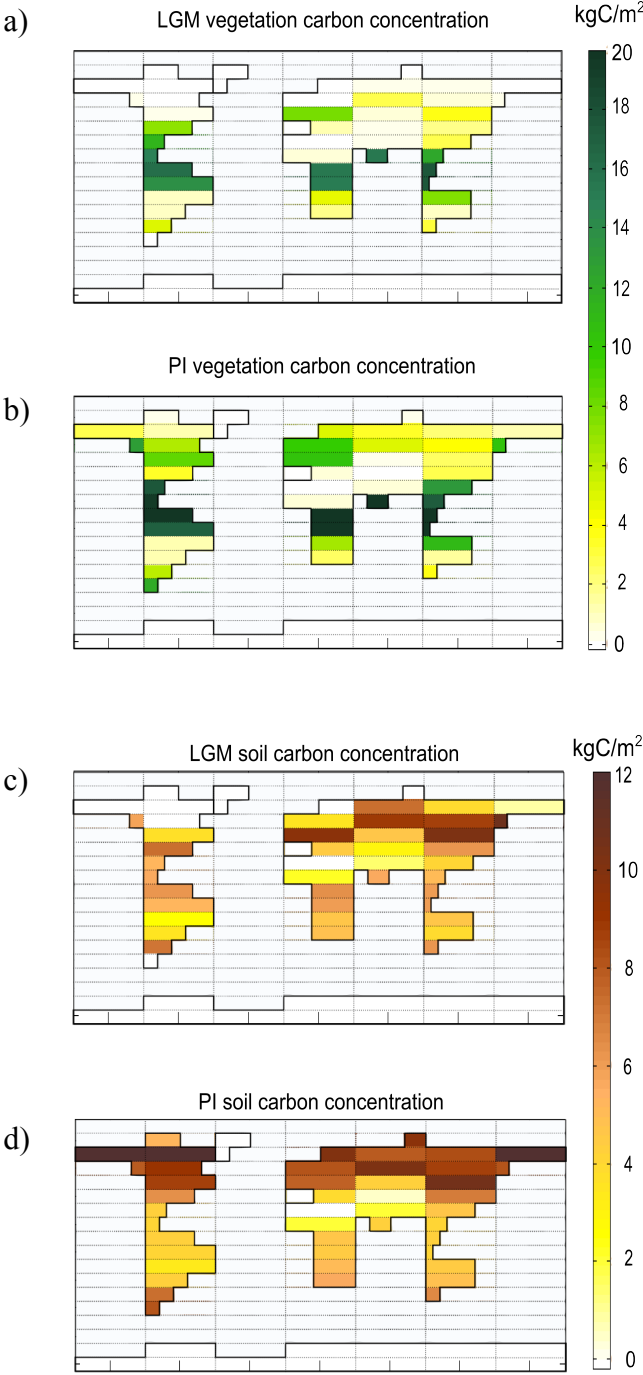 a)
LGM vegetation carbon concentration
kgC/m²
20
18
16
14
12
10
8
6
4
2
0
PI vegetation carbon concentration
b)
LGM soil carbon concentration
kgC/m²
c)
12
10
8
6
4
2
0
PI soil carbon concentration
d)